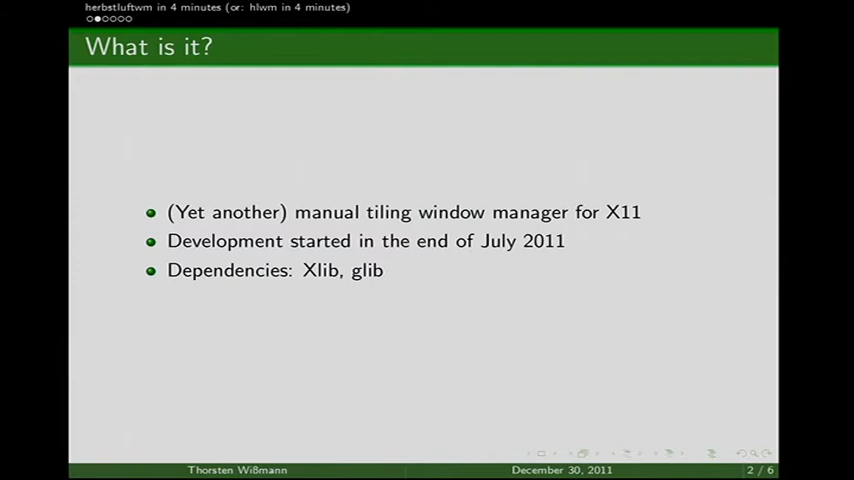 herbstluftwm in 4 minutes (or: hlwm in 4 minutes)
What is it?
(Yet another) manual tiling window manager for X11
Development started in the end of July 2011
Dependencies: Xlib, glib
Thorsten Wißmann December 30, 2011 2 / 6